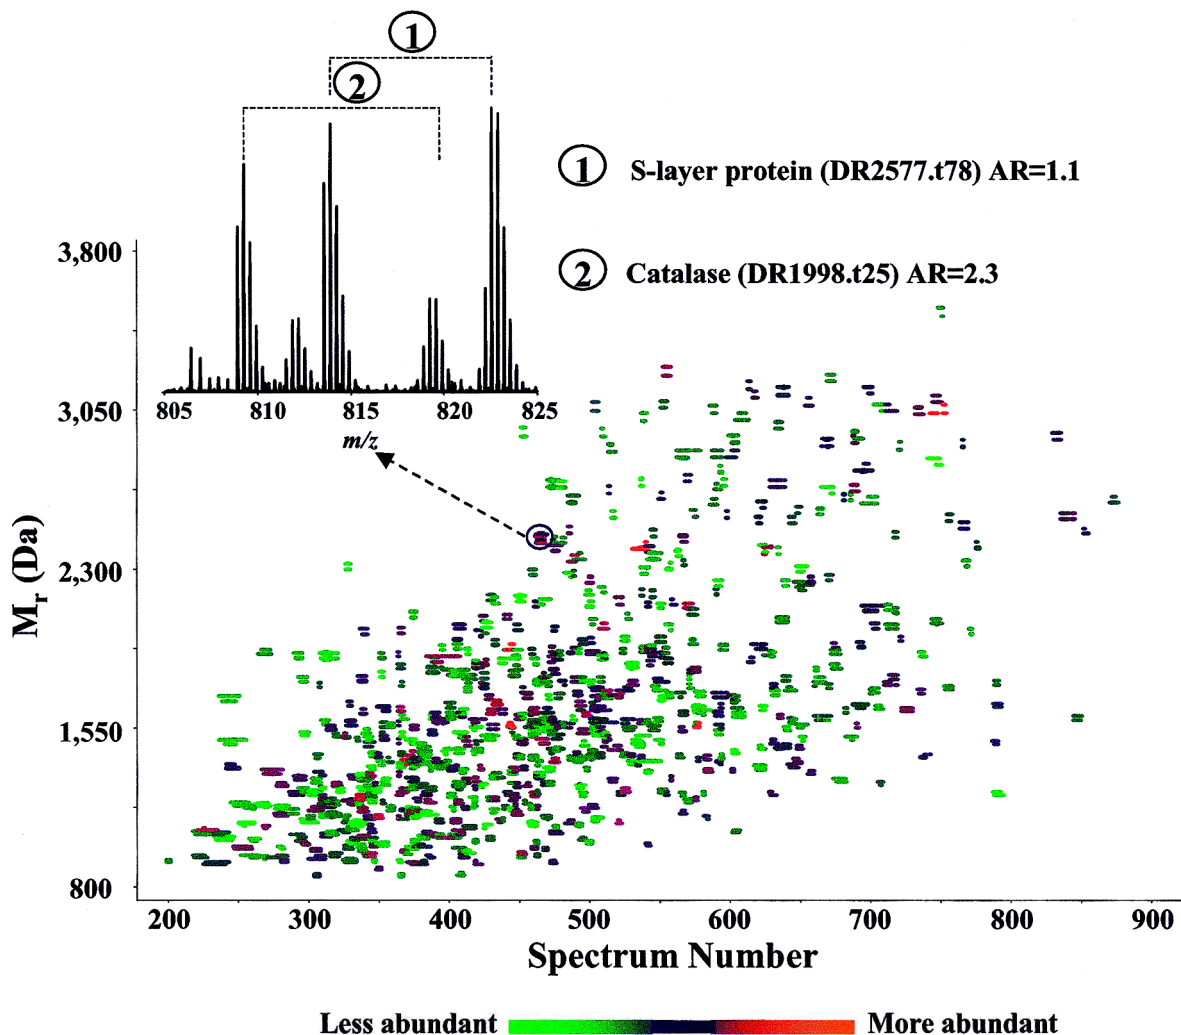 1
2
1 S-layer protein (DR2577.t78) AR=1.1
2 Catalase (DR1998.t25) AR=2.3
805 810 815 820 825
m/z
3,800
3,050
2,300
1,550
800
Mr (Da)
200 300 400 500 600 700 800 900
Spectrum Number
Less abundant More abundant